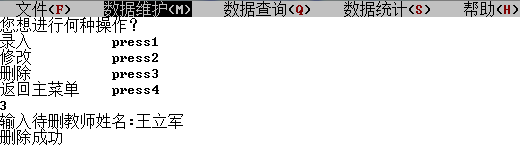 文件(F) 数据维护(M) 数据查询(Q) 数据统计(S) 帮助(H)
您想进行何种操作？
录入 press1
修改 press2
删除 press3
返回主菜单 press4
3
输入待删教师姓名:王立军
删除成功